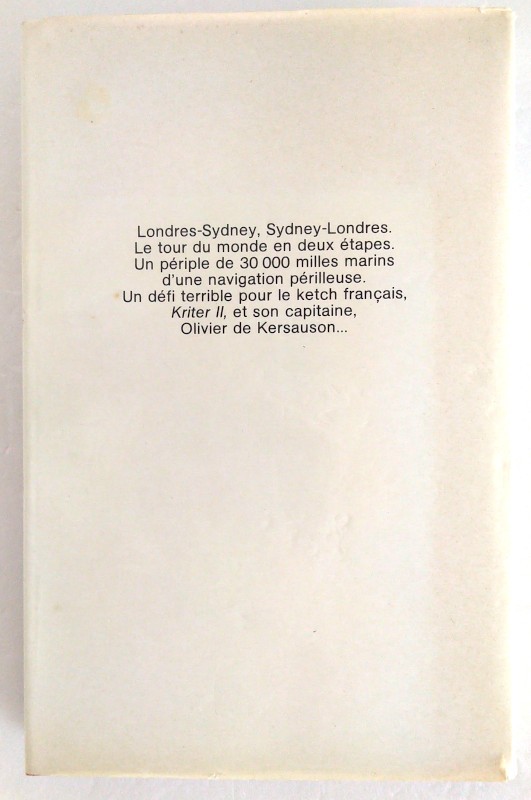 Londres-Sydney, Sydney-Londres.
Le tour du monde en deux étapes.
Un périple de 30 000 milles marins
d'une navigation périlleuse.
Un défi terrible pour le ketch français,
Kriter II, et son capitaine,
Olivier de Kersauson...